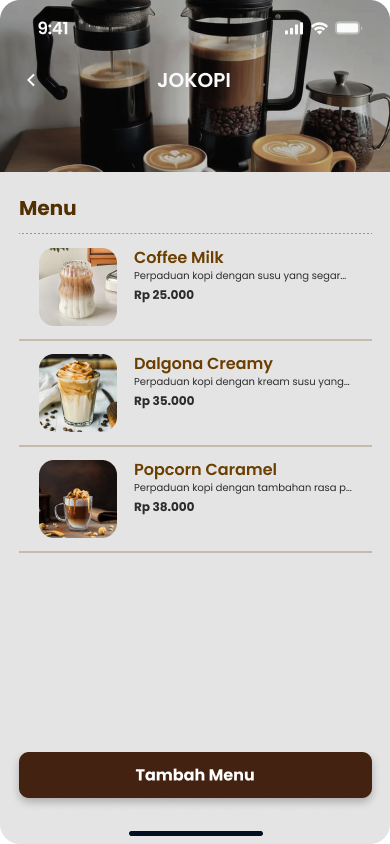 9:41
JOKOPI
Menu
Coffee Milk
Perpaduan kopi dengan susu yang segar...
Rp 25.000
Dalgona Creamy
Perpaduan kopi dengan kream susu yang...
Rp 35.000
Popcorn Caramel
Perpaduan kopi dengan tambahan rasa p...
Rp 38.000
Tambah Menu